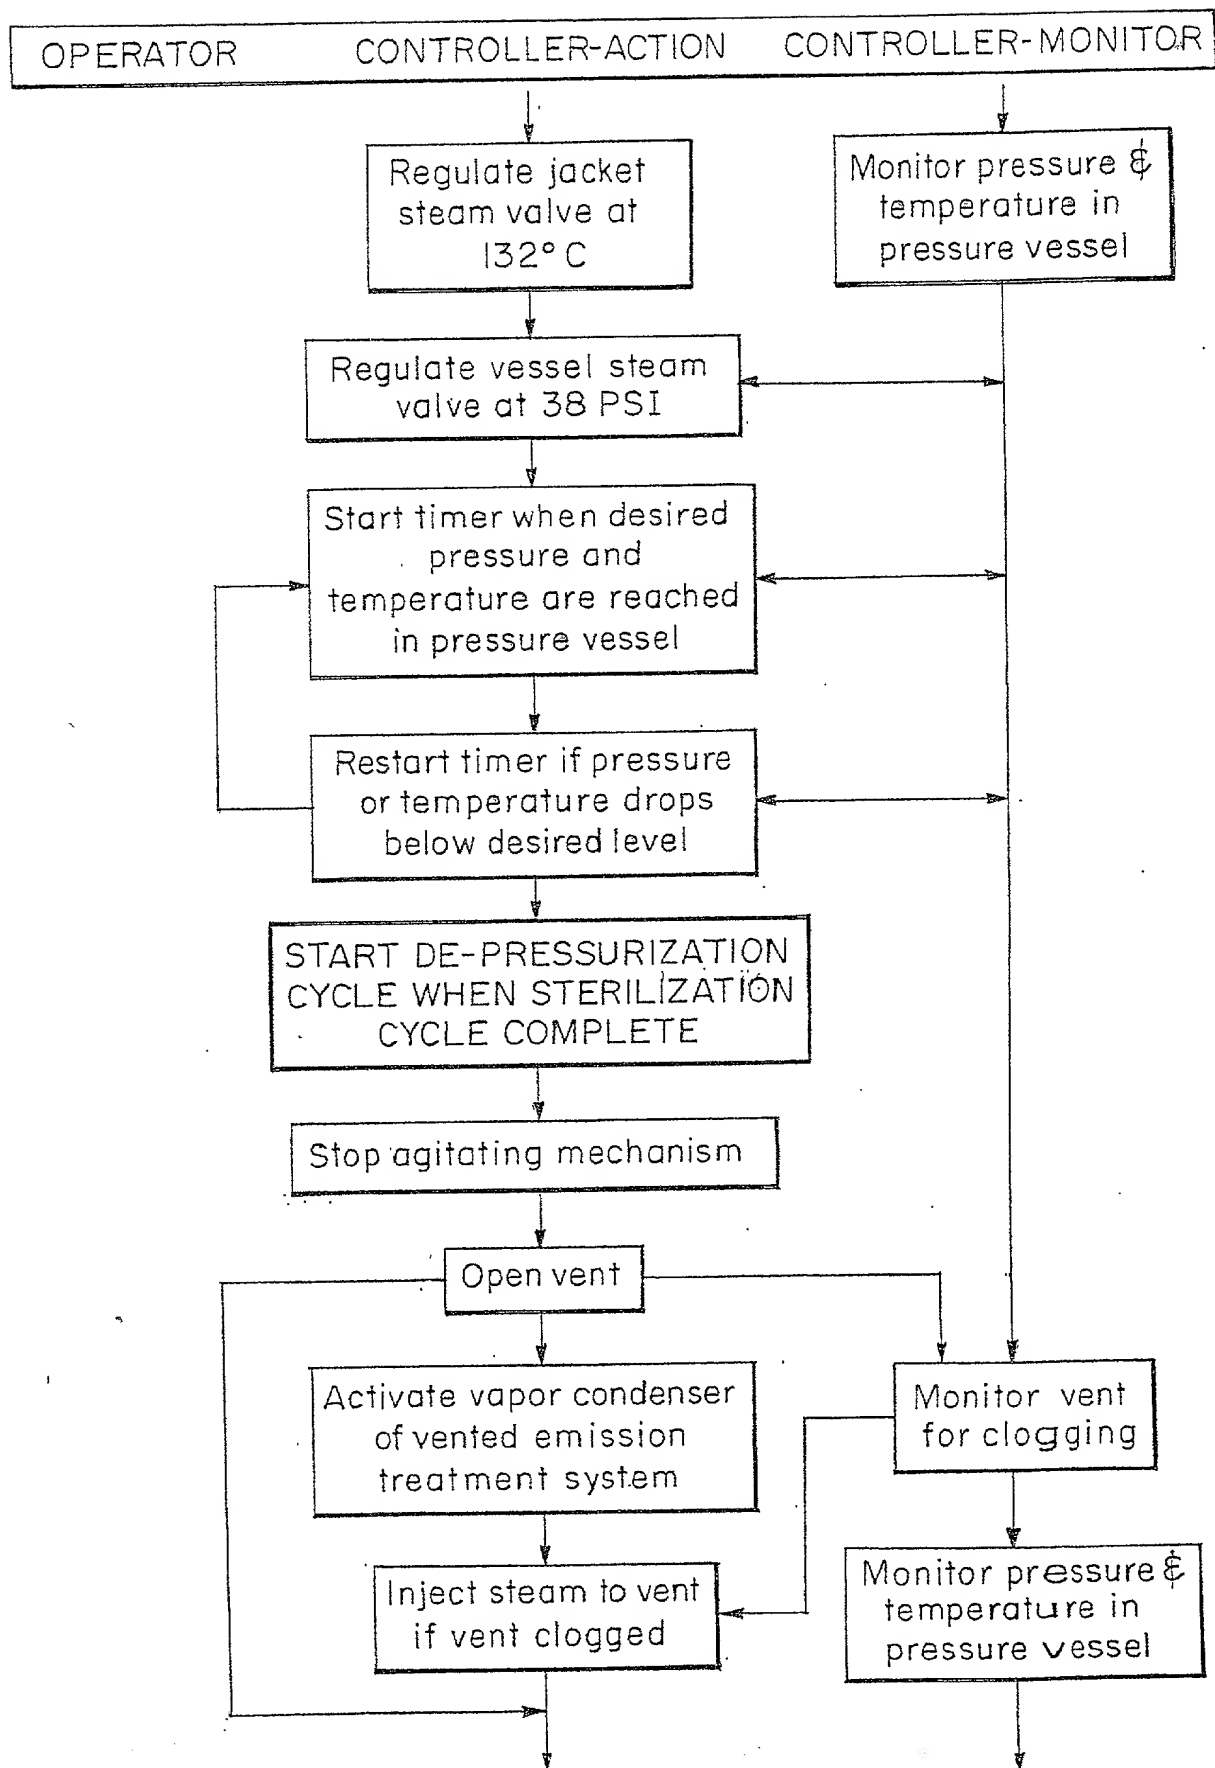 OPERATOR CONTROLLER-ACTION CONTROLLER-MONITOR
Regulate jacket
steam valve at
132° C
Monitor pressure &
temperature in
pressure vessel
Regulate vessel steam
valve at 38 PSI
Start timer when desired
pressure and
temperature are reached
in pressure vessel
Restart timer if pressure
or temperature drops
below desired level
START DE-PRESSURIZATION
CYCLE WHEN STERILIZATION
CYCLE COMPLETE
Stop agitating mechanism
Open vent
Activate vapor condenser
of vented emission
treatment system
Monitor vent
for clogging
Inject steam to vent
if vent clogged
Monitor pressure &
temperature in
pressure vessel